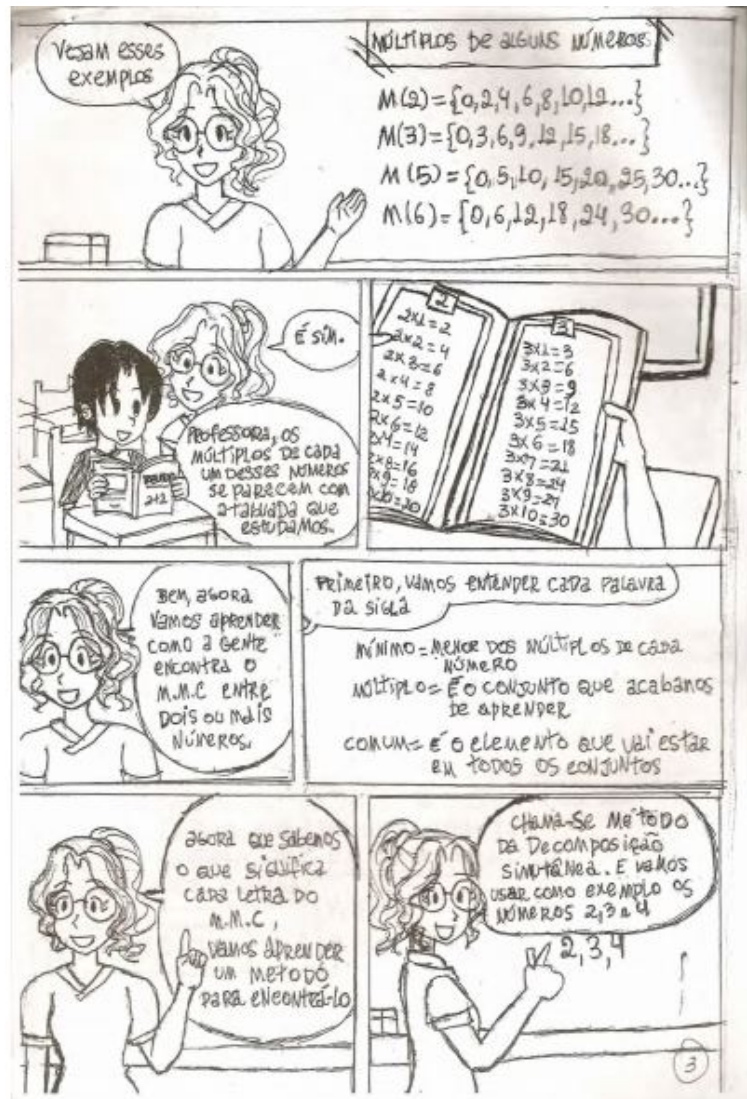 VEJAM ESSES
EXEMPLOS
MÚLTIPLOS DE ALGUNS NÚMEROS
M(2)={0,2,4,6,8,10,12...}
M(3)={0,3,6,9,12,15,18...}
M(5)={0,5,10,15,20,25,30...}
M(6)={0,6,12,18,24,30...}
É SIM.
PROFESSORA, OS
MÚLTIPLOS DE CADA
UM DESSES NÚMEROS
SE PARECEM COM
A TABUADA QUE
ESTUDAMOS.
2+2
2
2x1=2
2x2=4
2x3=6
2x4=8
2x5=10
2x6=12
=14
2x8=16
=18
=20
3
3x1=3
3x2=6
3x3=9
3x4=12
3x5=15
3x6=18
3x7=21
3x8=24
3x9=27
3x10=30
BEM, AGORA
VAMOS APRENDER
COMO A GENTE
ENCONTRA O
M.M.C ENTRE
DOIS OU MAIS
NÚMEROS.
PRIMEIRO, VAMOS ENTENDER CADA PALAVRA
DA SIGLA
MÍNIMO = MENOR DOS MÚLTIPLOS DE CADA
NÚMERO
MÚLTIPLO = É O CONJUNTO QUE ACABAMOS
DE APRENDER
COMUM = É O ELEMENTO QUE VAI ESTAR
EM TODOS OS CONJUNTOS
AGORA QUE SABEMOS
O QUE SIGNIFICA
CADA LETRA DO
M.M.C,
VAMOS APRENDER
UM METODO
PARA ENCONTRÁ-LO
CHAMA-SE MÉTODO
DA DECOMPOSIÇÃO
SIMUTÂNEA. E VAMOS
USAR COMO EXEMPLO OS
NÚMEROS 2,3 e 4
2,3,4
3